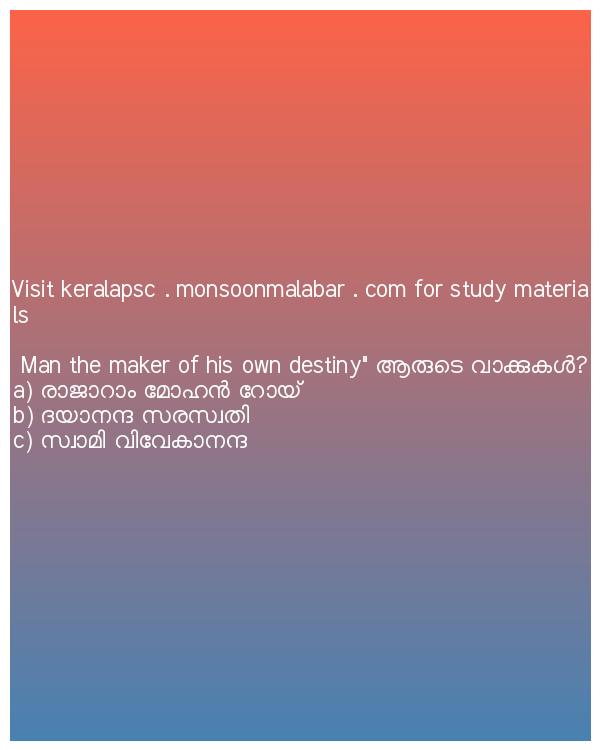 Visit keralapsc . monsoonmalabar . com for study materia
ls
Man the maker of his own destiny" ആരുടെ വാക്കുകൾ?
a) രാജാറാം മോഹൻ റോയ്
b) ദയാനന്ദ സരസ്വതി
c) സ്വാമി വിവേകാനന്ദ